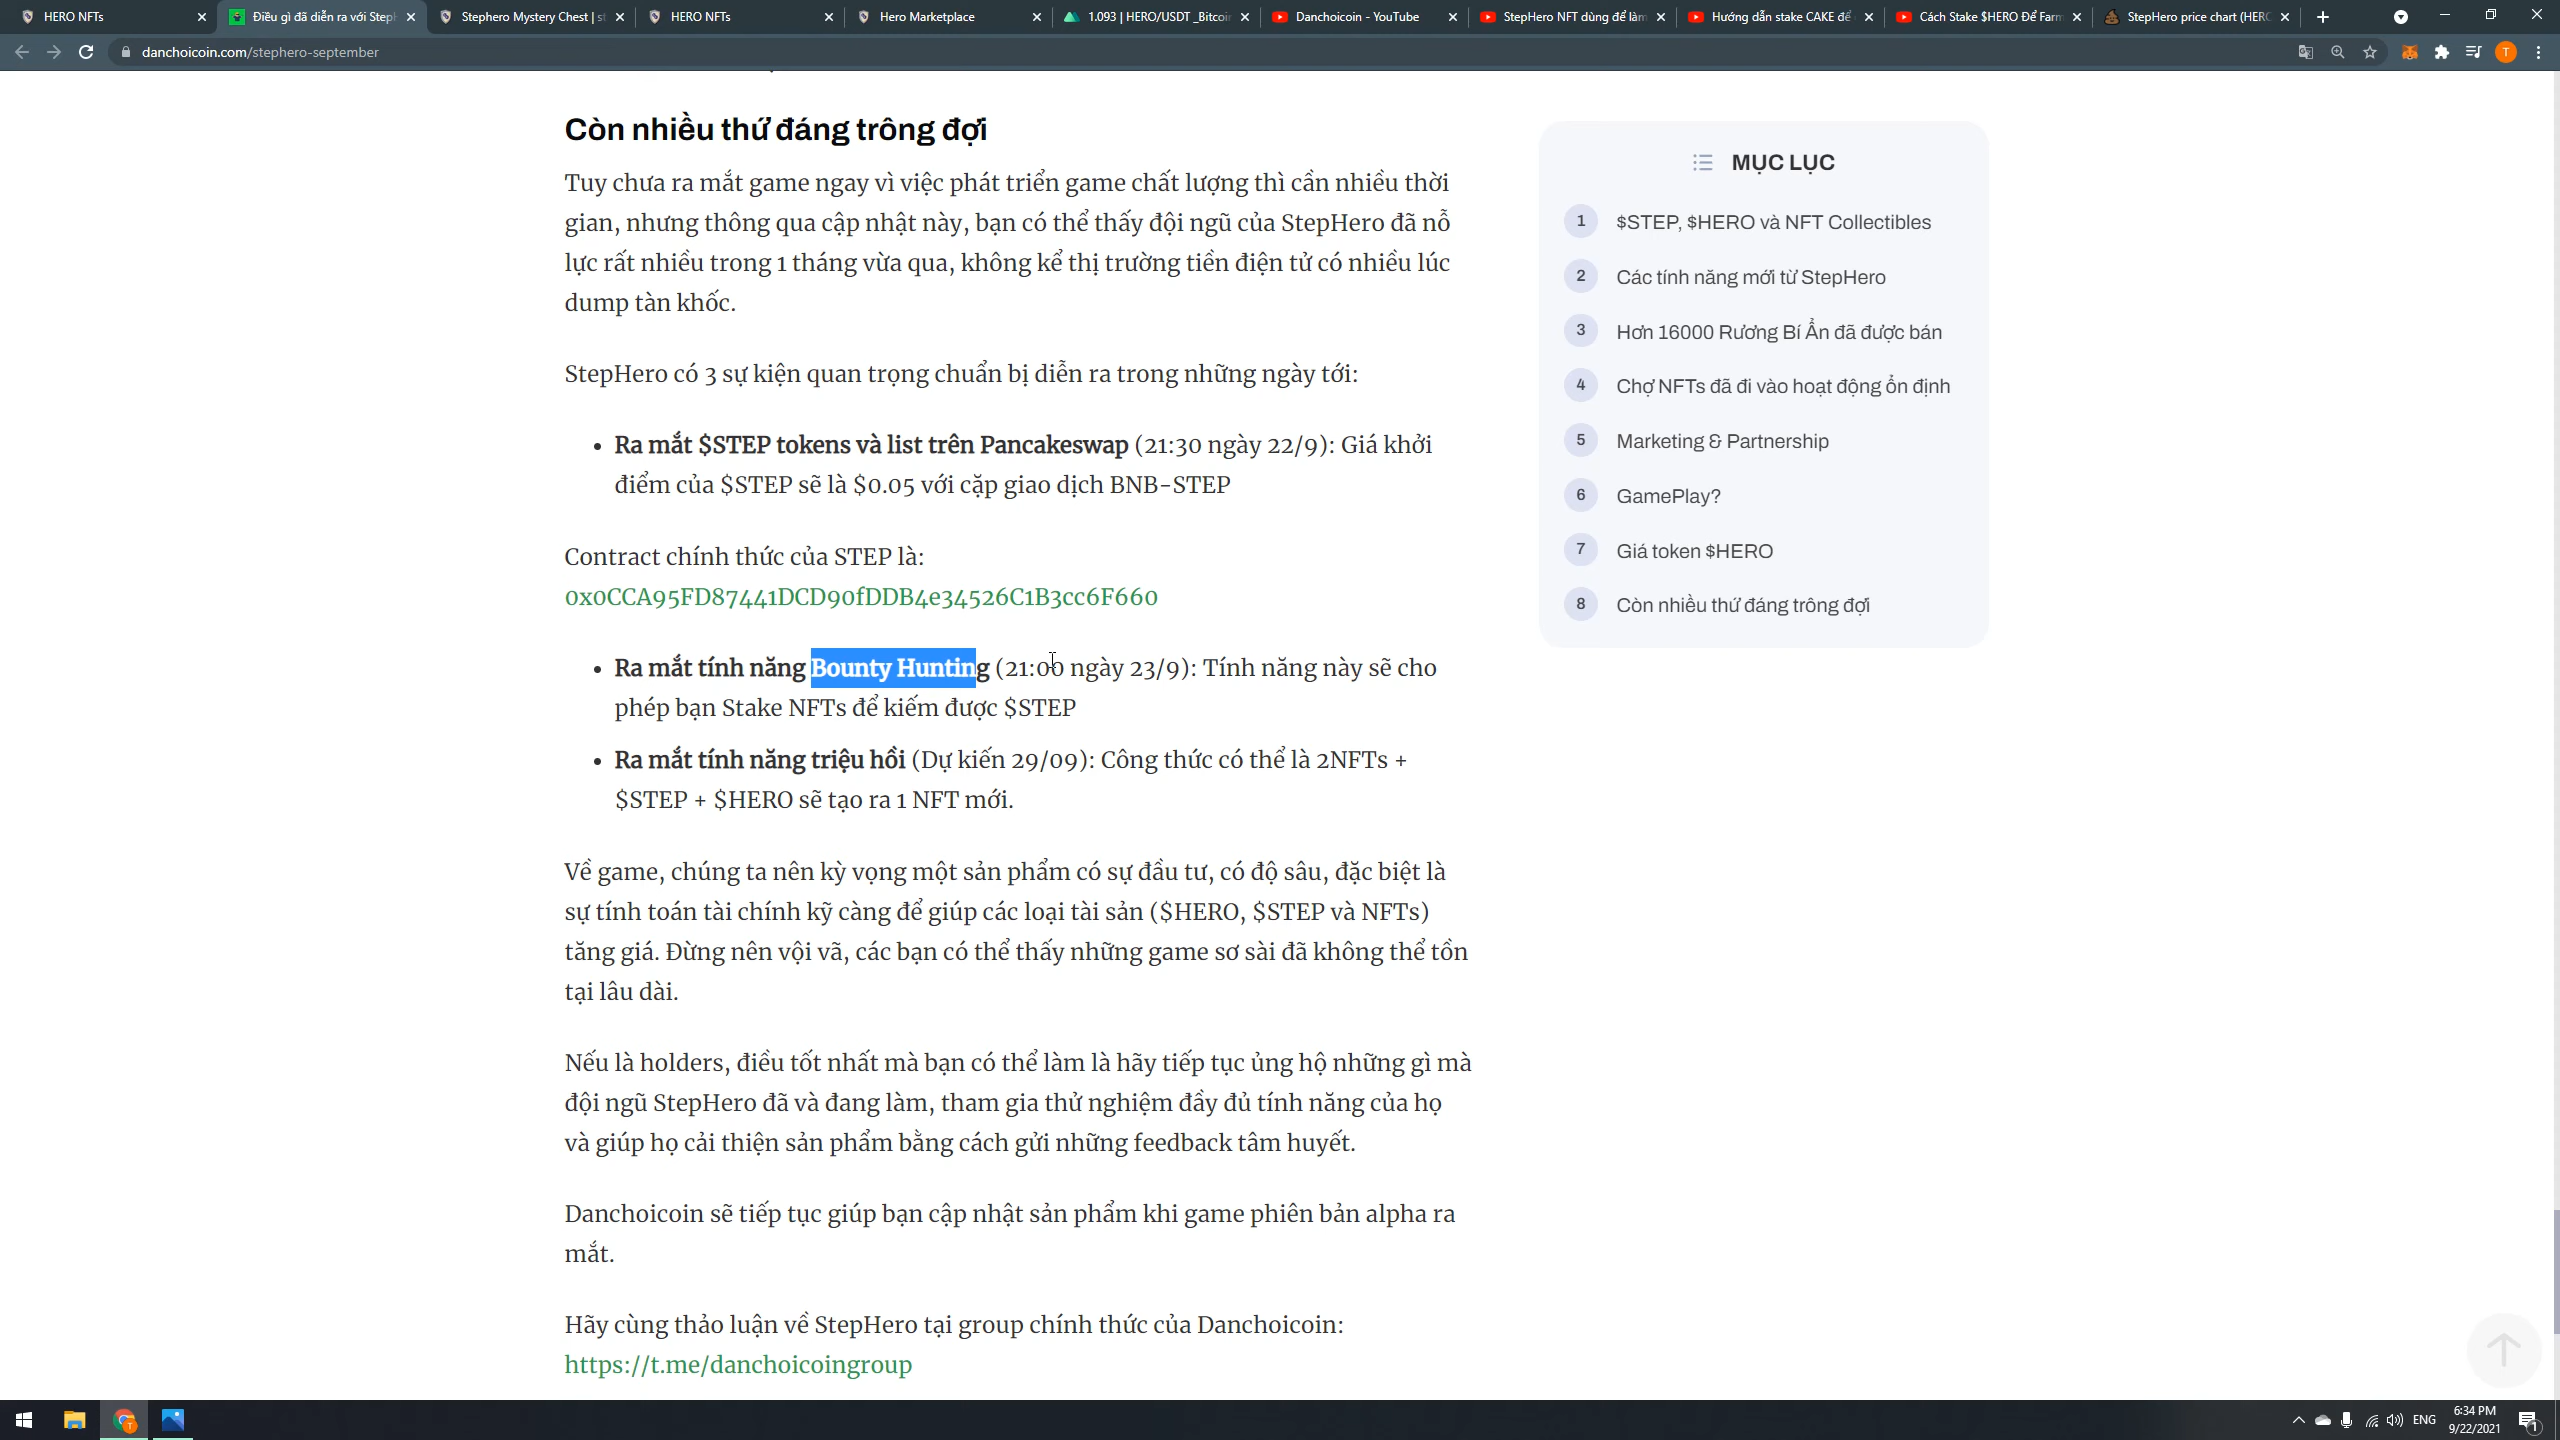 HERO NFTs
Điều gì đã diễn ra với Step
Stephero Mystery Chest | st
HERO NFTs
Hero Marketplace
1.093 | HERO/USDT _Bitcoi
Danchoicoin - YouTube
StepHero NFT dùng để làm
Hướng dẫn stake CAKE để
Cách Stake $HERO Để Farm
StepHero price chart (HERO
danchoicoin.com/stephero-september
T
Còn nhiều thứ đáng trông đợi
Tuy chưa ra mắt game ngay vì việc phát triển game chất lượng thì cần nhiều thời
gian, nhưng thông qua cập nhật này, bạn có thể thấy đội ngũ của StepHero đã nỗ
lực rất nhiều trong 1 tháng vừa qua, không kể thị trường tiền điện tử có nhiều lúc
dump tàn khốc.
StepHero có 3 sự kiện quan trọng chuẩn bị diễn ra trong những ngày tới:
• Ra mắt $STEP tokens và list trên Pancakeswap (21:30 ngày 22/9): Giá khởi
điểm của $STEP sẽ là $0.05 với cặp giao dịch BNB-STEP
Contract chính thức của STEP là:
0x0CCA95FD87441DCD90fDDB4e34526C1B3cc6F660
• Ra mắt tính năng Bounty Hunting (21:00 ngày 23/9): Tính năng này sẽ cho
phép bạn Stake NFTs để kiếm được $STEP
• Ra mắt tính năng triệu hồi (Dự kiến 29/09): Công thức có thể là 2NFTs +
$STEP + $HERO sẽ tạo ra 1 NFT mới.
Về game, chúng ta nên kỳ vọng một sản phẩm có sự đầu tư, có độ sâu, đặc biệt là
sự tính toán tài chính kỹ càng để giúp các loại tài sản ($HERO, $STEP và NFTs)
tăng giá. Đừng nên vội vã, các bạn có thể thấy những game sơ sài đã không thể tồn
tại lâu dài.
Nếu là holders, điều tốt nhất mà bạn có thể làm là hãy tiếp tục ủng hộ những gì mà
đội ngũ StepHero đã và đang làm, tham gia thử nghiệm đầy đủ tính năng của họ
và giúp họ cải thiện sản phẩm bằng cách gửi những feedback tâm huyết.
Danchoicoin sẽ tiếp tục giúp bạn cập nhật sản phẩm khi game phiên bản alpha ra
mắt.
Hãy cùng thảo luận về StepHero tại group chính thức của Danchoicoin:
https://t.me/danchoicoingroup
MỤC LỤC
1 $STEP, $HERO và NFT Collectibles
2 Các tính năng mới từ StepHero
3 Hơn 16000 Rương Bí Ẩn đã được bán
4 Chợ NFTs đã đi vào hoạt động ổn định
5 Marketing & Partnership
6 GamePlay?
7 Giá token $HERO
8 Còn nhiều thứ đáng trông đợi
ENG
6:34 PM
9/22/2021
1